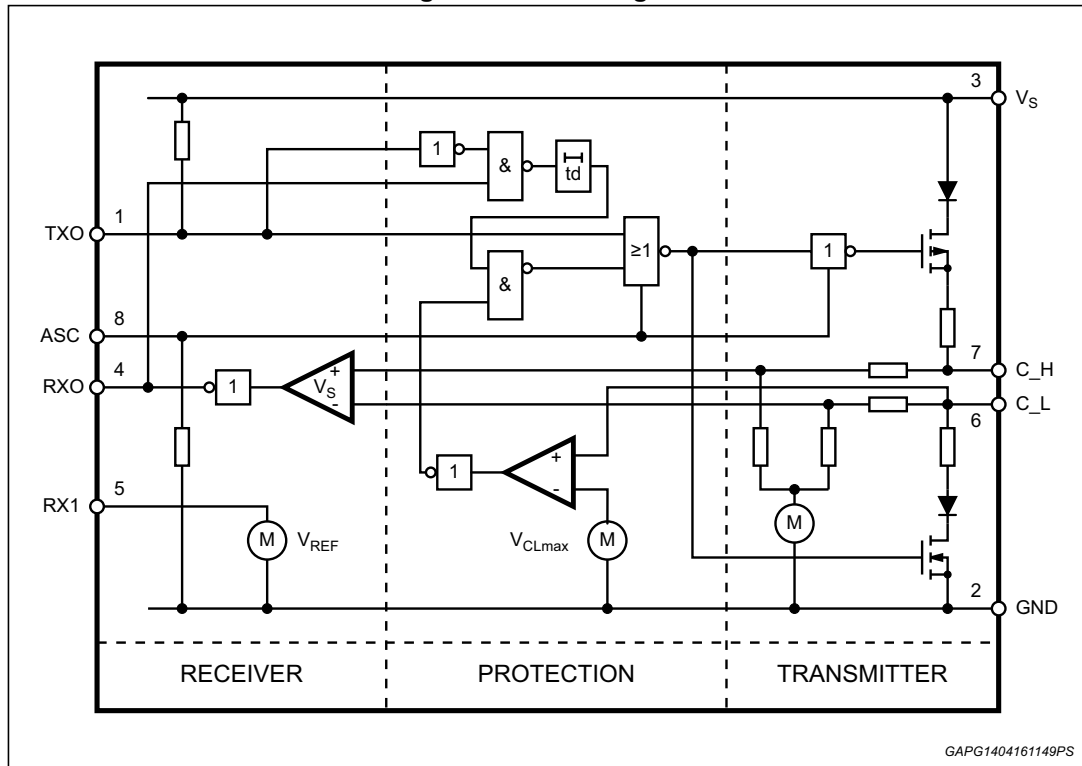 3
V_S
1
&
td
1
TXO
≥1
1
&
8
ASC
4
7
RXO
1
V_S
+
-
C_H
C_L
6
1
+
-
5
RX1
M
V_REF
V_CLmax
M
M
2
GND
RECEIVER
PROTECTION
TRANSMITTER
GAPG1404161149PS